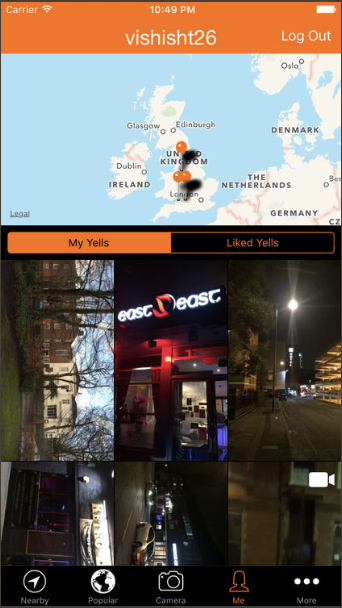 Carrier 10:49 PM
vishisht26
Log Out
Oslo
Glasgow
Edinburgh
DENMARK
UNITED
KINGDOM
Dublin
IRELAND
THE
NETHERLANDS
Be
London
Legal
GERMANY
CZ
My Yells
Liked Yells
east east
Nearby
Popular
Camera
Me
More